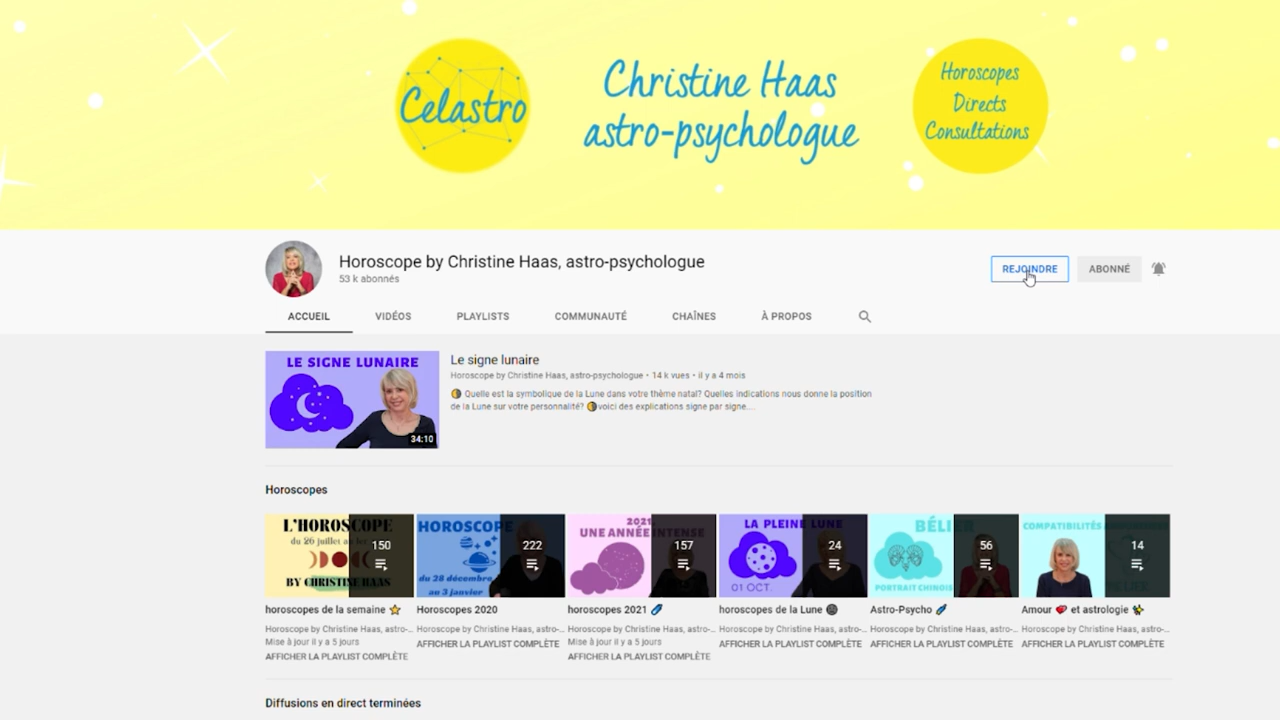 Celastro
Christine Haas
astro-psychologue
Horoscopes
Directs
Consultations
Horoscope by Christine Haas, astro-psychologue
53 k abonnés
REJOINDRE
ABONNÉ
ACCUEIL
VIDÉOS
PLAYLISTS
COMMUNAUTÉ
CHAÎNES
À PROPOS
LE SIGNE LUNAIRE
34:10
Le signe lunaire
Horoscope by Christine Haas, astro-psychologue • 14 k vues • il y a 4 mois
🌗 Quelle est la symbolique de la Lune dans votre thème natal? Quelles indications nous donne la position
de la Lune sur votre personnalité? 🌗voici des explications signe par signe....
Horoscopes
L'HOROSCOPE
du 26 juillet au 1er
BY CHRISTINE HAAS
150
HOROSCOPE
du 28 décembre
au 3 janvier
222
2021,
UNE ANNÉE INTENSE
157
LA PLEINE LUNE
01 OCT.
24
BÉLIER
PORTRAIT CHINOIS
56
COMPATIBILITÉS
14
horoscopes de la semaine ⭐
Horoscope by Christine Haas, astro-...
Mise à jour il y a 5 jours
AFFICHER LA PLAYLIST COMPLÈTE
Horoscopes 2020
Horoscope by Christine Haas, astro-...
AFFICHER LA PLAYLIST COMPLÈTE
horoscopes 2021
Horoscope by Christine Haas, astro-...
Mise à jour il y a 5 jours
AFFICHER LA PLAYLIST COMPLÈTE
horoscopes de la Lune
Horoscope by Christine Haas, astro-...
AFFICHER LA PLAYLIST COMPLÈTE
Astro-Psycho
Horoscope by Christine Haas, astro-...
AFFICHER LA PLAYLIST COMPLÈTE
Amour et astrologie
Horoscope by Christine Haas, astro-...
AFFICHER LA PLAYLIST COMPLÈTE
Diffusions en direct terminées